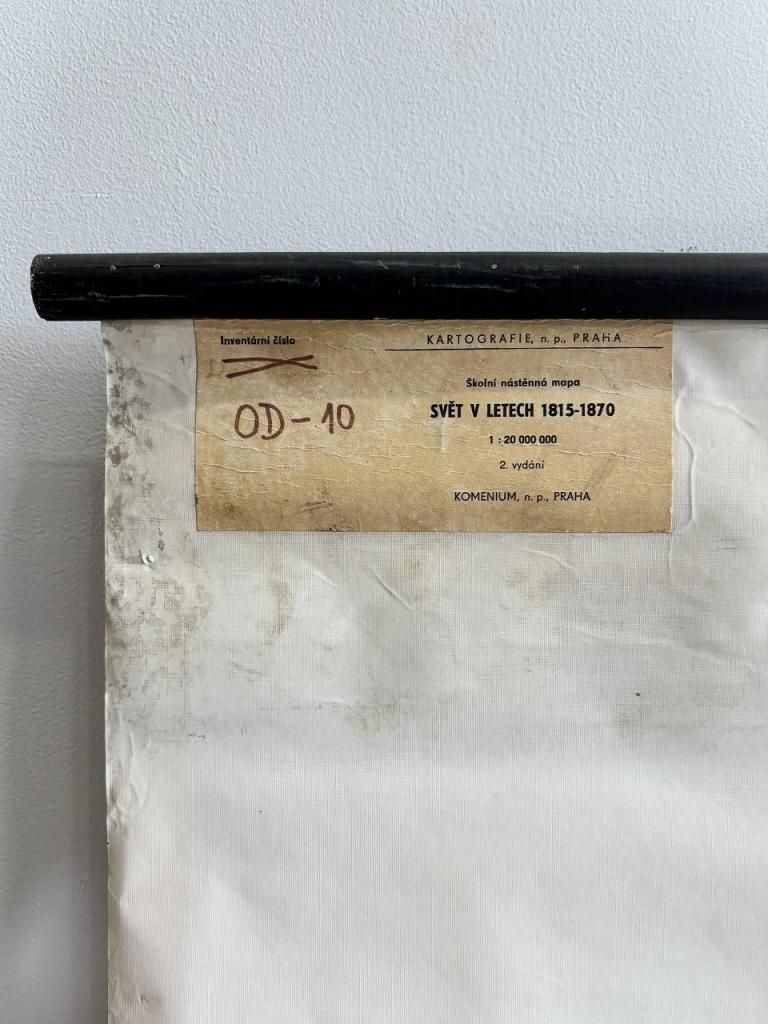 Inventární číslo
OD-10
KARTOGRAFIE, n. p., PRAHA
Školní nástěnná mapa
SVĚT V LETECH 1815-1870
1 : 20 000 000
2. vydání
KOMENIUM, n. p., PRAHA